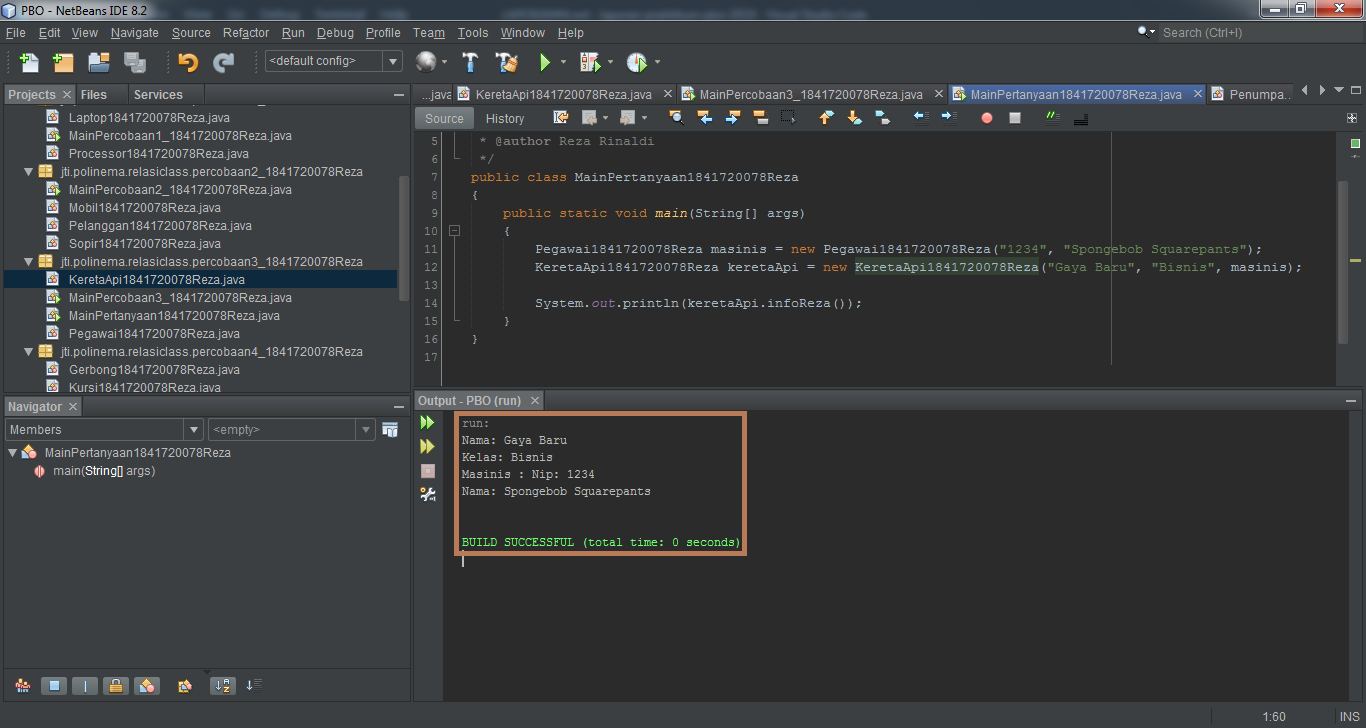 PBO - NetBeans IDE 8.2
File Edit View Navigate Source Refactor Run Debug Profile Team Tools Window Help
Search (Ctrl+I)
<default config>
Projects Files Services
Laptop1841720078Reza.java
MainPercobaan1_1841720078Reza.java
Processor1841720078Reza.java
jti.polinema.relasiclass.percobaan2_1841720078Reza
MainPercobaan2_1841720078Reza.java
Mobil1841720078Reza.java
Pelanggan1841720078Reza.java
Sopir1841720078Reza.java
jti.polinema.relasiclass.percobaan3_1841720078Reza
KeretaApi1841720078Reza.java
MainPercobaan3_1841720078Reza.java
MainPertanyaan1841720078Reza.java
Pegawai1841720078Reza.java
jti.polinema.relasiclass.percobaan4_1841720078Reza
Gerbong1841720078Reza.java
Kursi1841720078Reza.java
Navigator
Members <empty>
MainPertanyaan1841720078Reza
main(String[] args)
...java KeretaApi1841720078Reza.java MainPercobaan3_1841720078Reza.java MainPertanyaan1841720078Reza.java Penumpa...
Source History
5 * @author Reza Rinaldi
6 */
7 public class MainPertanyaan1841720078Reza
8 {
9 public static void main(String[] args)
10 {
11 Pegawai1841720078Reza masinis = new Pegawai1841720078Reza("1234", "Spongebob Squarepants");
12 KeretaApi1841720078Reza keretaApi = new KeretaApi1841720078Reza("Gaya Baru", "Bisnis", masinis);
13
14 System.out.println(keretaApi.infoReza());
15 }
16 }
17
Output - PBO (run)
run:
Nama: Gaya Baru
Kelas: Bisnis
Masinis : Nip: 1234
Nama: Spongebob Squarepants
BUILD SUCCESSFUL (total time: 0 seconds)
1:60 INS